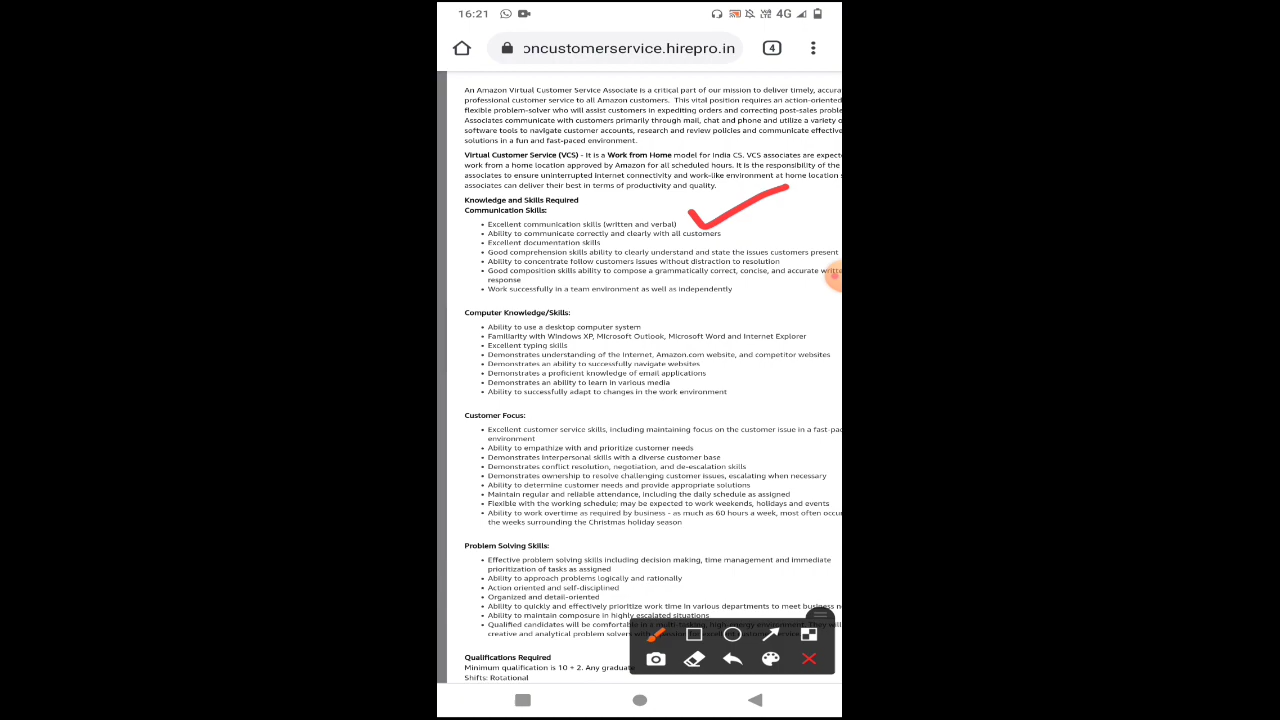 16:21
4G
oncustomerservice.hirepro.in
4
An Amazon Virtual Customer Service Associate is a critical part of our mission to deliver timely, accura
professional customer service to all Amazon customers. This vital position requires an action-oriented
flexible problem-solver who will assist customers in expediting orders and correcting post-sales proble
Associates communicate with customers primarily through mail, chat and phone and utilize a variety o
software tools to navigate customer accounts, research and review policies and communicate effective
solutions in a fun and fast-paced environment.
Virtual Customer Service (VCS) - It is a Work from Home model for India CS. VCS associates are expect
work from a home location approved by Amazon for all scheduled hours. It is the responsibility of the
associates to ensure uninterrupted Internet connectivity and work-like environment at home location s
associates can deliver their best in terms of productivity and quality.
Knowledge and Skills Required
Communication Skills:
• Excellent communication skills (written and verbal)
• Ability to communicate correctly and clearly with all customers
• Excellent documentation skills
• Good comprehension skills ability to clearly understand and state the issues customers present
• Ability to concentrate follow customers issues without distraction to resolution
• Good composition skills ability to compose a grammatically correct, concise, and accurate writte
response
• Work successfully in a team environment as well as independently
Computer Knowledge/Skills:
• Ability to use a desktop computer system
• Familiarity with Windows XP, Microsoft Outlook, Microsoft Word and Internet Explorer
• Excellent typing skills
• Demonstrates understanding of the Internet, Amazon.com website, and competitor websites
• Demonstrates an ability to successfully navigate websites
• Demonstrates a proficient knowledge of email applications
• Demonstrates an ability to learn in various media
• Ability to successfully adapt to changes in the work environment
Customer Focus:
• Excellent customer service skills, including maintaining focus on the customer issue in a fast-pac
environment
• Ability to empathize with and prioritize customer needs
• Demonstrates interpersonal skills with a diverse customer base
• Demonstrates conflict resolution, negotiation, and de-escalation skills
• Demonstrates ownership to resolve challenging customer issues, escalating when necessary
• Ability to determine customer needs and provide appropriate solutions
• Maintain regular and reliable attendance, including the daily schedule as assigned
• Flexible with the working schedule; may be expected to work weekends, holidays and events
• Ability to work overtime as required by business - as much as 60 hours a week, most often occur
the weeks surrounding the Christmas holiday season
Problem Solving Skills:
• Effective problem solving skills including decision making, time management and immediate
prioritization of tasks as assigned
• Ability to approach problems logically and rationally
• Action oriented and self-disciplined
• Organized and detail-oriented
• Ability to quickly and effectively prioritize work time in various departments to meet business n
• Ability to maintain composure in highly escalated situations
• Qualified candidates will be comfortable in a multi-tasking, high-energy environment. They will
creative and analytical problem solvers with
Qualifications Required
Minimum qualification is 10 + 2. Any graduate
Shifts: Rotational